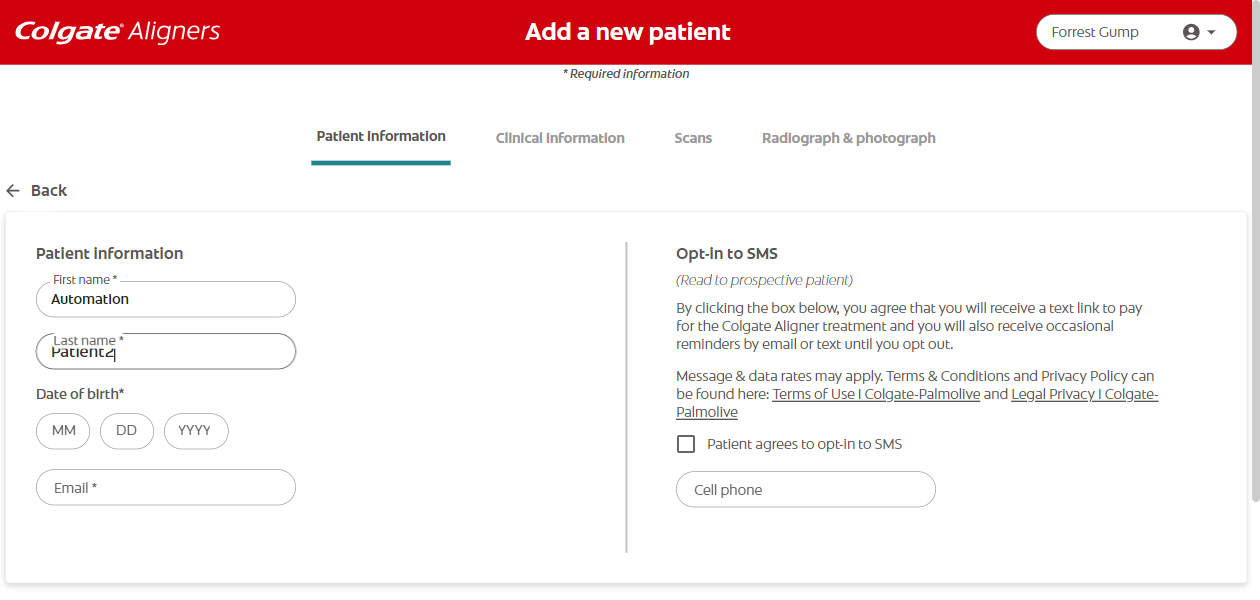 Colgate® Aligners
Add a new patient
Forrest Gump
* Required information
Patient information
Clinical information
Scans
Radiograph & photograph
Back
Patient information
First name *
Automation
Last name *
Patient2
Date of birth*
MM
DD
YYYY
Email *
Opt-in to SMS
(Read to prospective patient)
By clicking the box below, you agree that you will receive a text link to pay
for the Colgate Aligner treatment and you will also receive occasional
reminders by email or text until you opt out.
Message & data rates may apply. Terms & Conditions and Privacy Policy can
be found here: Terms of Use I Colgate-Palmolive and Legal Privacy I Colgate-
Palmolive
Patient agrees to opt-in to SMS
Cell phone